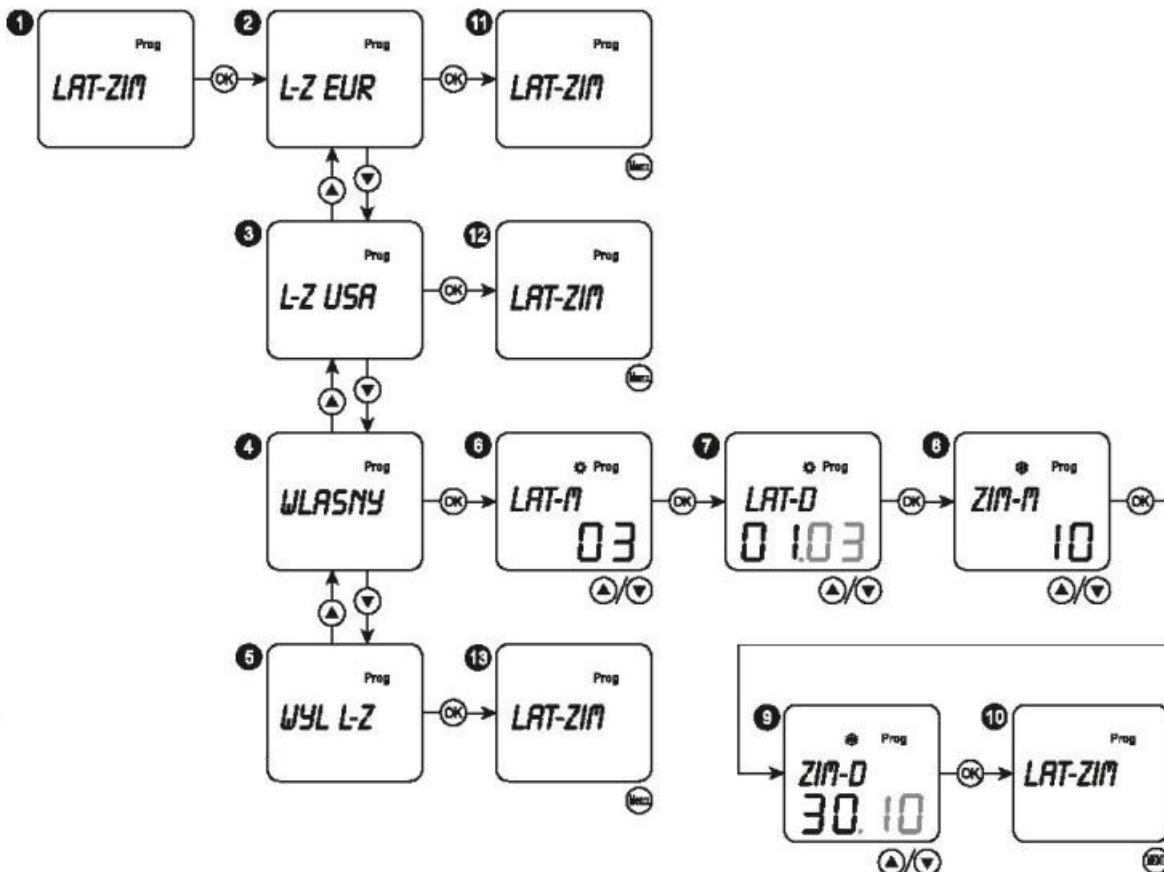 1 Prog
LAT-ZIM
OK
2 Prog
L-Z EUR
OK
11 Prog
LAT-ZIM
Menu
3 Prog
L-Z USA
OK
12 Prog
LAT-ZIM
Menu
4 Prog
WLASNY
OK
6 Prog
LAT-M
03
OK
7 Prog
LAT-D
01.03
OK
8 Prog
ZIM-M
10
OK
5 Prog
WYL L-Z
OK
13 Prog
LAT-ZIM
Menu
9 Prog
ZIM-D
30.10
OK
10 Prog
LAT-ZIM